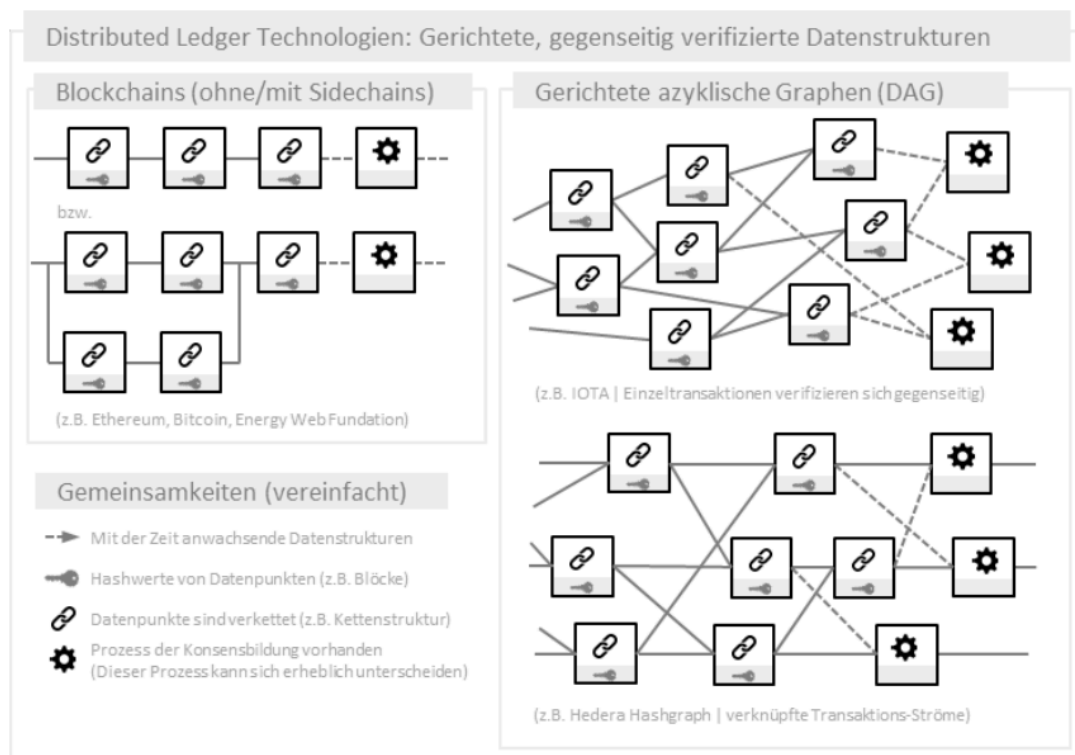 Distributed Ledger Technologien: Gerichtete, gegenseitig verifizierte Datenstrukturen
Blockchains (ohne/mit Sidechains)
bzw.
(z.B. Ethereum, Bitcoin, Energy Web Fundation)
Gemeinsamkeiten (vereinfacht)
Mit der Zeit anwachsende Datenstrukturen
Hashwerte von Datenpunkten (z.B. Blöcke)
Datenpunkte sind verkettet (z.B. Kettenstruktur)
Prozess der Konsensbildung vorhanden
(Dieser Prozess kann sich erheblich unterscheiden)
Gerichtete azyklische Graphen (DAG)
(z.B. IOTA | Einzeltransaktionen verifizieren sich gegenseitig)
(z.B. Hedera Hashgraph | verknüpfte Transaktions-Ströme)